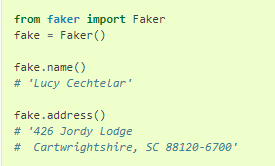 from faker import Faker
fake = Faker()
fake.name()
# 'Lucy Cechtelar'
fake.address()
# '426 Jordy Lodge
#  Cartwrightshire, SC 88120-6700'